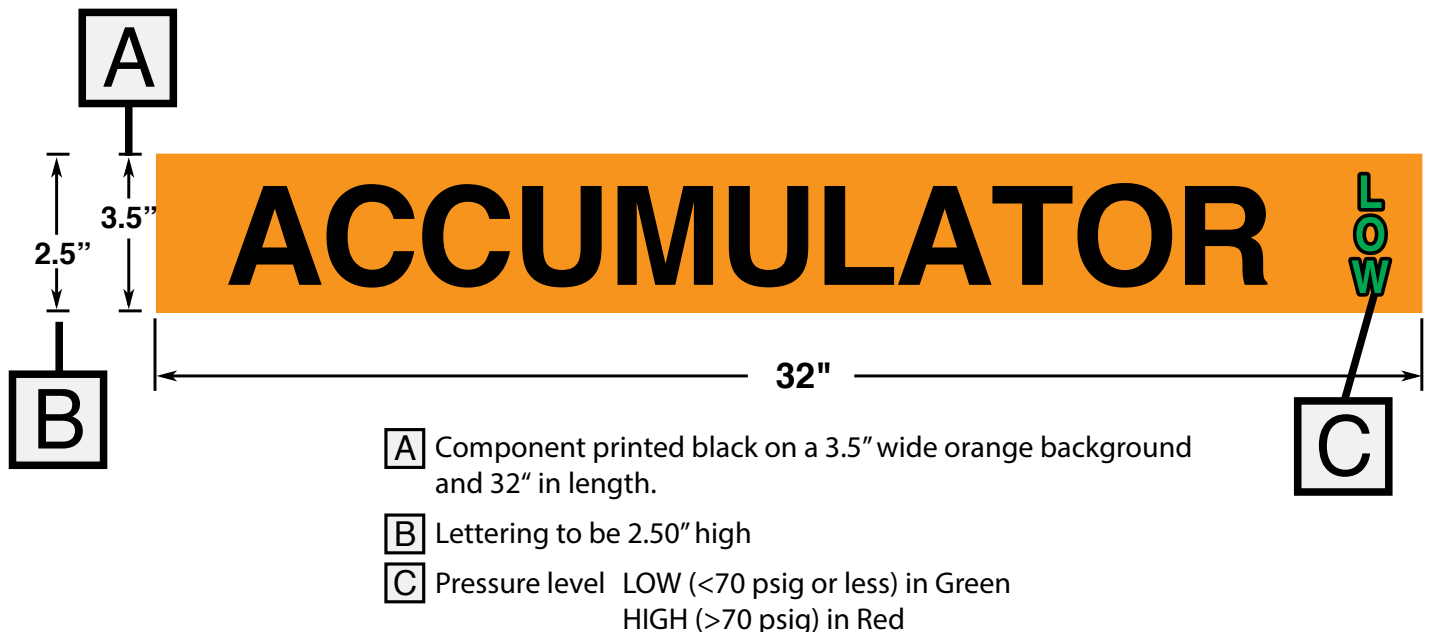 A
3.5”
2.5”
ACCUMULATOR
LOW
32"
B
C
A Component printed black on a 3.5” wide orange background
and 32“ in length.
B Lettering to be 2.50” high
C Pressure level LOW (<70 psig or less) in Green
HIGH (>70 psig) in Red